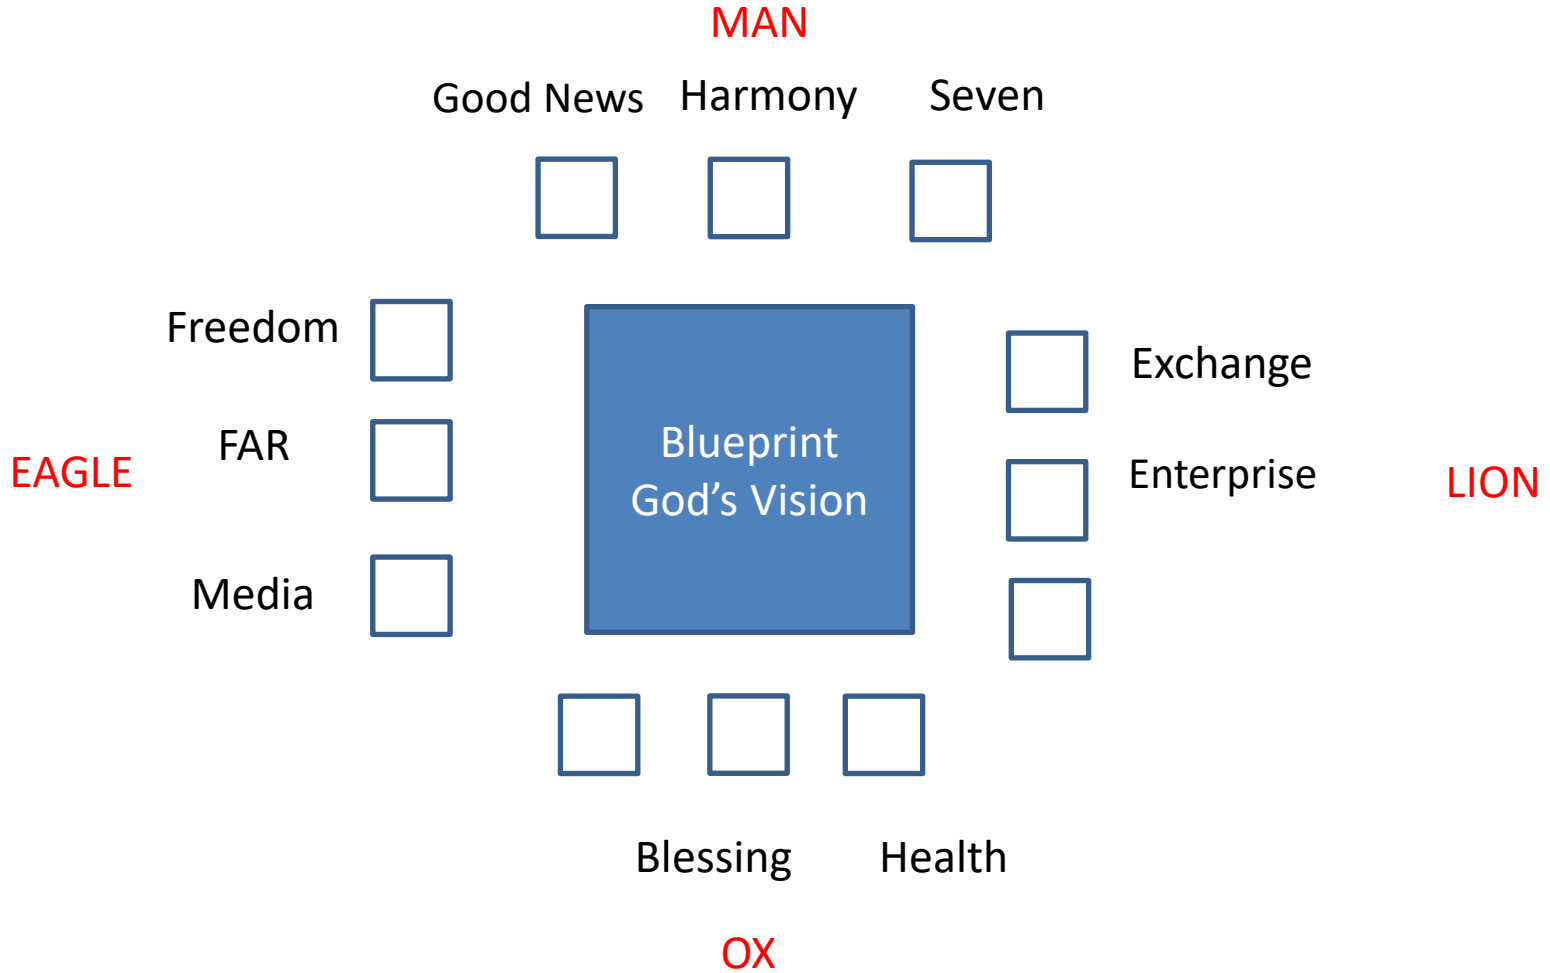 MAN
Good News Harmony Seven
Freedom
Exchange
FAR
Blueprint
God’s Vision
EAGLE
Enterprise
LION
Media
Blessing Health
OX